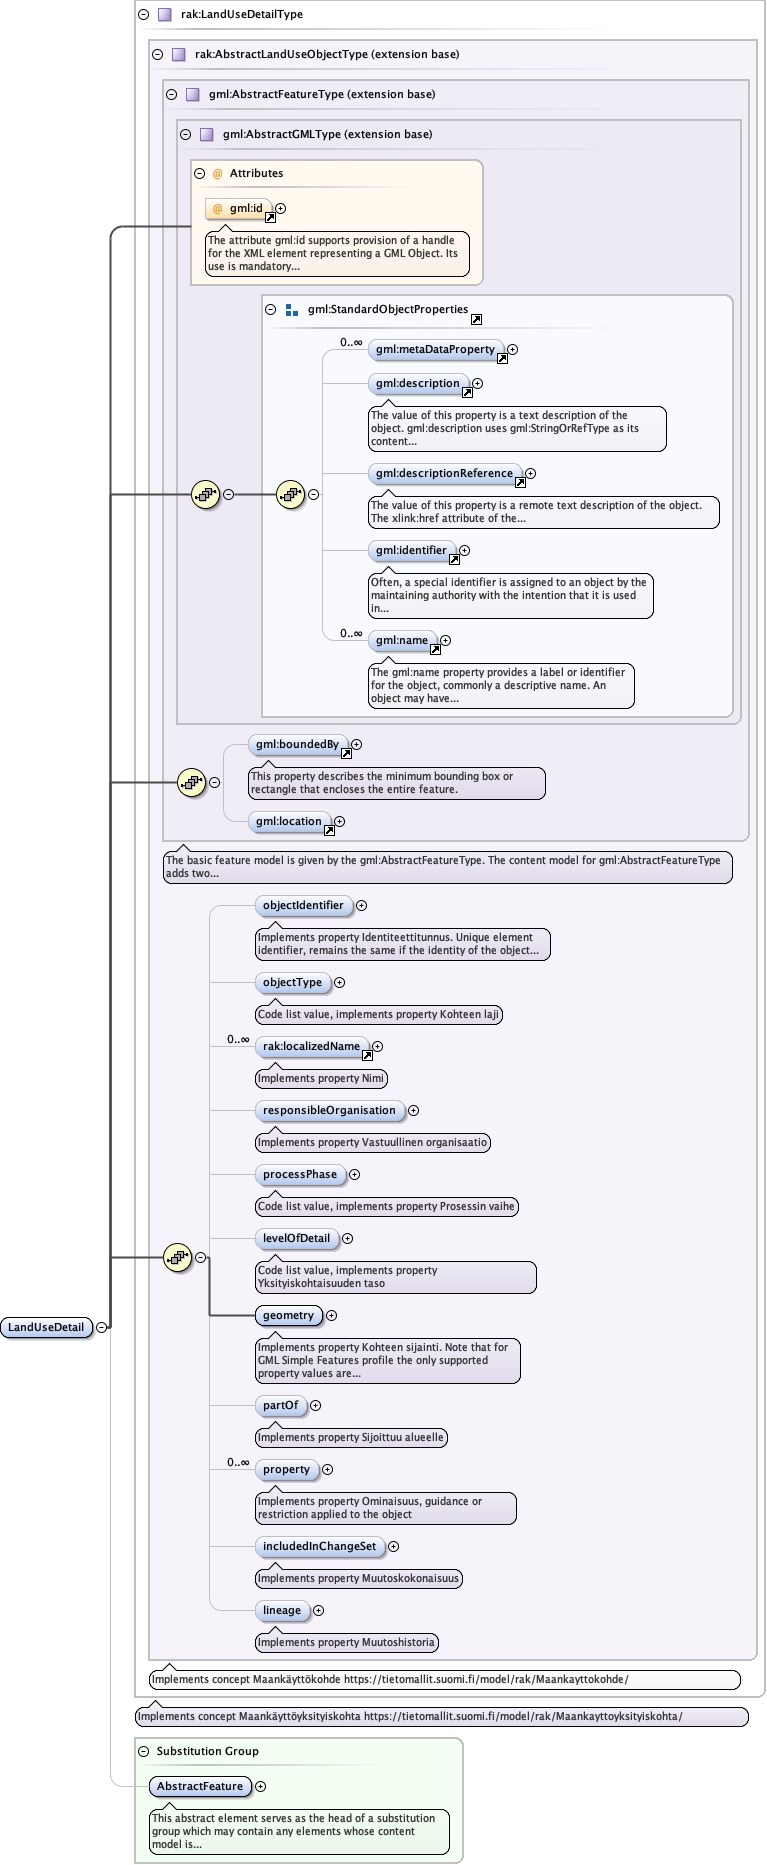 rak:LandUseDetailType
rak:AbstractLandUseObjectType (extension base)
gml:AbstractFeatureType (extension base)
gml:AbstractGMLType (extension base)
@ Attributes
@ gml:id
The attribute gml:id supports provision of a handle
for the XML element representing a GML Object. Its
use is mandatory...
gml:StandardObjectProperties
0..∞
gml:metaDataProperty
gml:description
The value of this property is a text description of the
object. gml:description uses gml:StringOrRefType as its
content...
gml:descriptionReference
The value of this property is a remote text description of the object.
The xlink:href attribute of the...
gml:identifier
Often, a special identifier is assigned to an object by the
maintaining authority with the intention that it is used
in...
0..∞
gml:name
The gml:name property provides a label or identifier
for the object, commonly a descriptive name. An
object may have...
gml:boundedBy
This property describes the minimum bounding box or
rectangle that encloses the entire feature.
gml:location
The basic feature model is given by the gml:AbstractFeatureType. The content model for gml:AbstractFeatureType
adds two...
objectIdentifier
Implements property Identiteettitunnus. Unique element
identifier, remains the same if the identity of the object...
objectType
Code list value, implements property Kohteen laji
0..∞
rak:localizedName
Implements property Nimi
responsibleOrganisation
Implements property Vastuullinen organisaatio
processPhase
Code list value, implements property Prosessin vaihe
levelOfDetail
Code list value, implements property
Yksityiskohtaisuuden taso
geometry
Implements property Kohteen sijainti. Note that for
GML Simple Features profile the only supported
property values are...
LandUseDetail
partOf
Implements property Sijoittuu alueelle
0..∞
property
Implements property Ominaisuus, guidance or
restriction applied to the object
includedInChangeSet
Implements property Muutoskokonaisuus
lineage
Implements property Muutoshistoria
Implements concept Maankäyttökohde https://tietomallit.suomi.fi/model/rak/Maankayttokohde/
Implements concept Maankäyttöyksityiskohta https://tietomallit.suomi.fi/model/rak/Maankayttoyksityiskohta/
Substitution Group
AbstractFeature
This abstract element serves as the head of a substitution
group which may contain any elements whose content
model is...